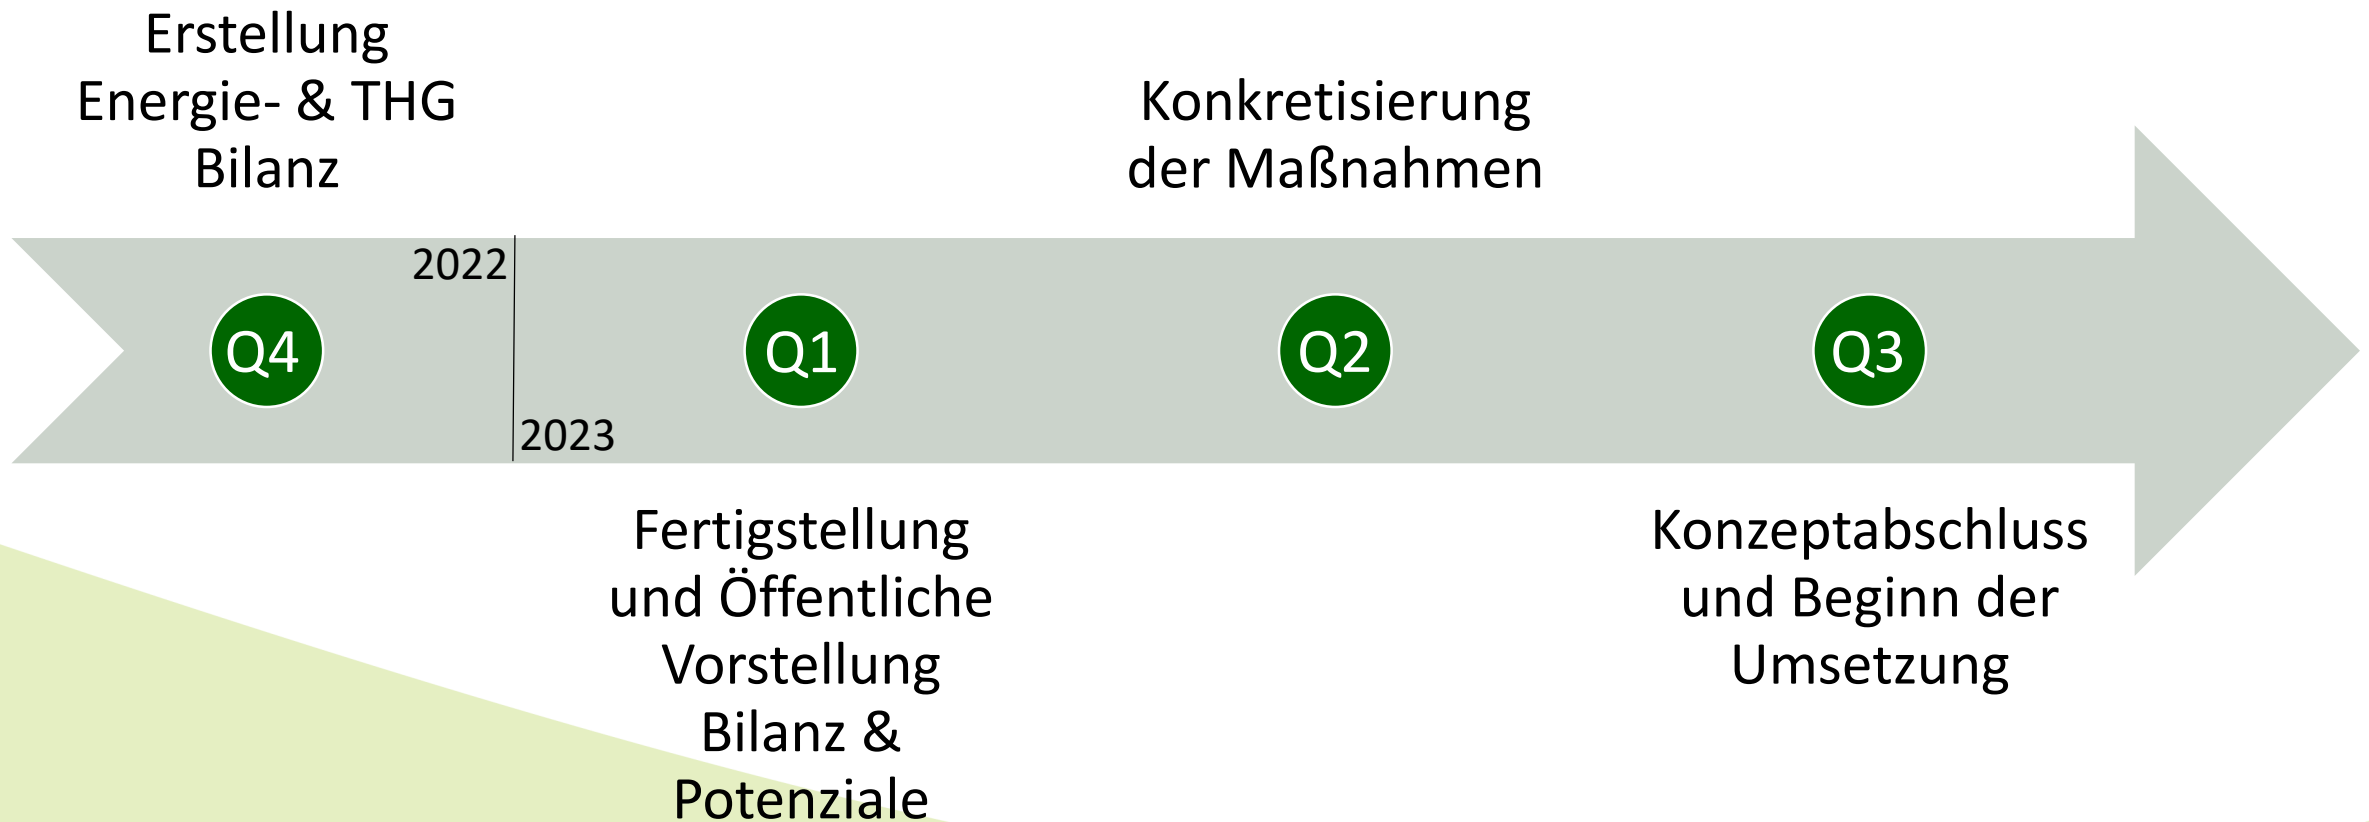 Erstellung
Energie- & THG
Bilanz
Konkretisierung
der Maßnahmen
2022
Q4
Q1
Q2
Q3
2023
Fertigstellung
und Öffentliche
Vorstellung
Bilanz &
Potenziale
Konzeptabschluss
und Beginn der
Umsetzung